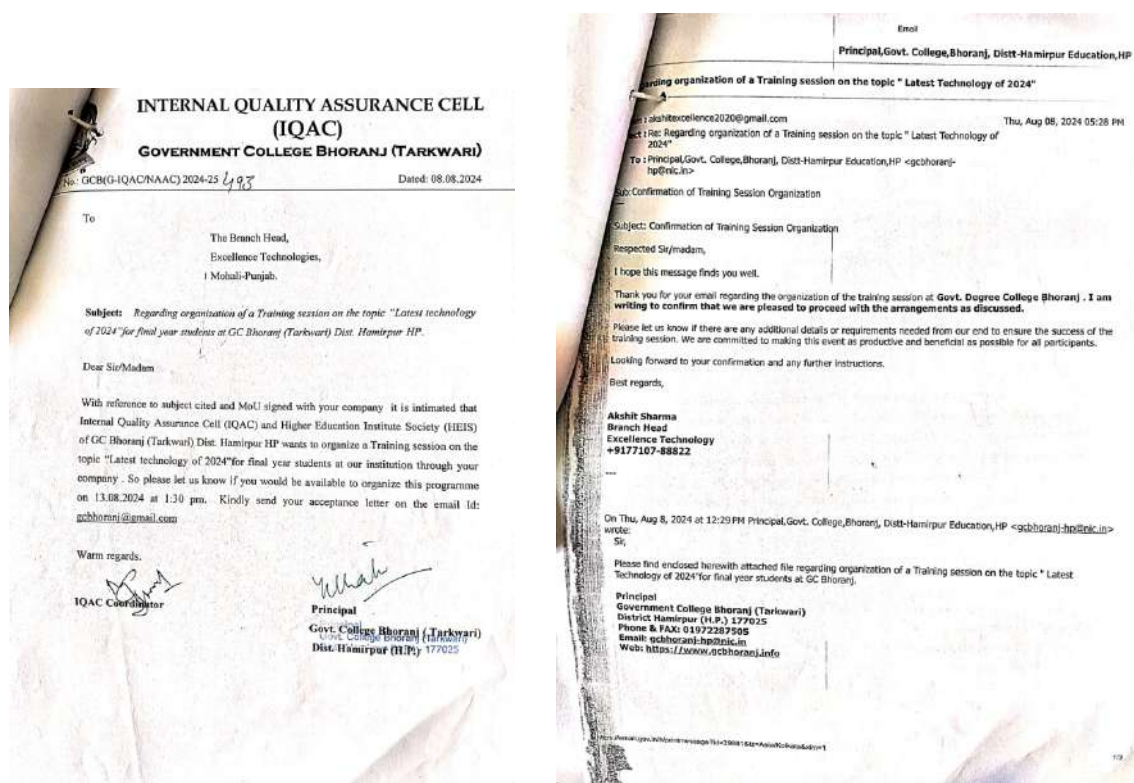 INTERNAL QUALITY ASSURANCE CELL
(IQAC)
GOVERNMENT COLLEGE BHORANJ (TARKWARI)
No.: GCB(G-IQAC/NAAC) 2024-25 493 Dated: 08.08.2024
To
The Branch Head,
Excellence Technologies,
Mohali-Punjab.
Subject: Regarding organization of a Training session on the topic "Latest technology
of 2024"for final year students at GC Bhoranj (Tarkwari) Dist. Hamirpur HP.
Dear Sir/Madam
With reference to subject cited and MoU signed with your company it is intimated that
Internal Quality Assurance Cell (IQAC) and Higher Education Institute Society (HEIS)
of GC Bhoranj (Tarkwari) Dist. Hamirpur HP wants to organize a Training session on the
topic "Latest technology of 2024"for final year students at our institution through your
company . So please let us know if you would be available to organize this programme
on 13.08.2024 at 1:30 pm. Kindly send your acceptance letter on the email Id:
gcbhoranj@gmail.com
Warm regards.
IQAC Coordinator
Principal
Govt. College Bhoranj (Tarkwari)
Govt. College Bhoranj (Tarkwari)
Dist. Hamirpur (H.P.) 177025
Email
Principal,Govt. College,Bhoranj, Distt-Hamirpur Education,HP
arding organization of a Training session on the topic " Latest Technology of 2024"
akshitexcellence2020@gmail.com Thu, Aug 08, 2024 05:28 PM
Re: Regarding organization of a Training session on the topic " Latest Technology of
2024"
To : Principal,Govt. College,Bhoranj, Distt-Hamirpur Education,HP <gcbhoranj-
hp@nic.in>
Sub:Confirmation of Training Session Organization
Subject: Confirmation of Training Session Organization
Respected Sir/madam,
I hope this message finds you well.
Thank you for your email regarding the organization of the training session at Govt. Degree College Bhoranj . I am
writing to confirm that we are pleased to proceed with the arrangements as discussed.
Please let us know if there are any additional details or requirements needed from our end to ensure the success of the
training session. We are committed to making this event as productive and beneficial as possible for all participants.
Looking forward to your confirmation and any further instructions.
Best regards,
Akshit Sharma
Branch Head
Excellence Technology
+9177107-88822
---
On Thu, Aug 8, 2024 at 12:29 PM Principal,Govt. College,Bhoranj, Distt-Hamirpur Education,HP <gcbhoranj-hp@nic.in>
wrote:
Sir,
Please find enclosed herewith attached file regarding organization of a Training session on the topic " Latest
Technology of 2024"for final year students at GC Bhoranj.
Principal
Government College Bhoranj (Tarkwari)
District Hamirpur (H.P.) 177025
Phone & FAX: 01972287505
Email: gcbhoranj-hp@nic.in
Web: https://www.gcbhoranj.info